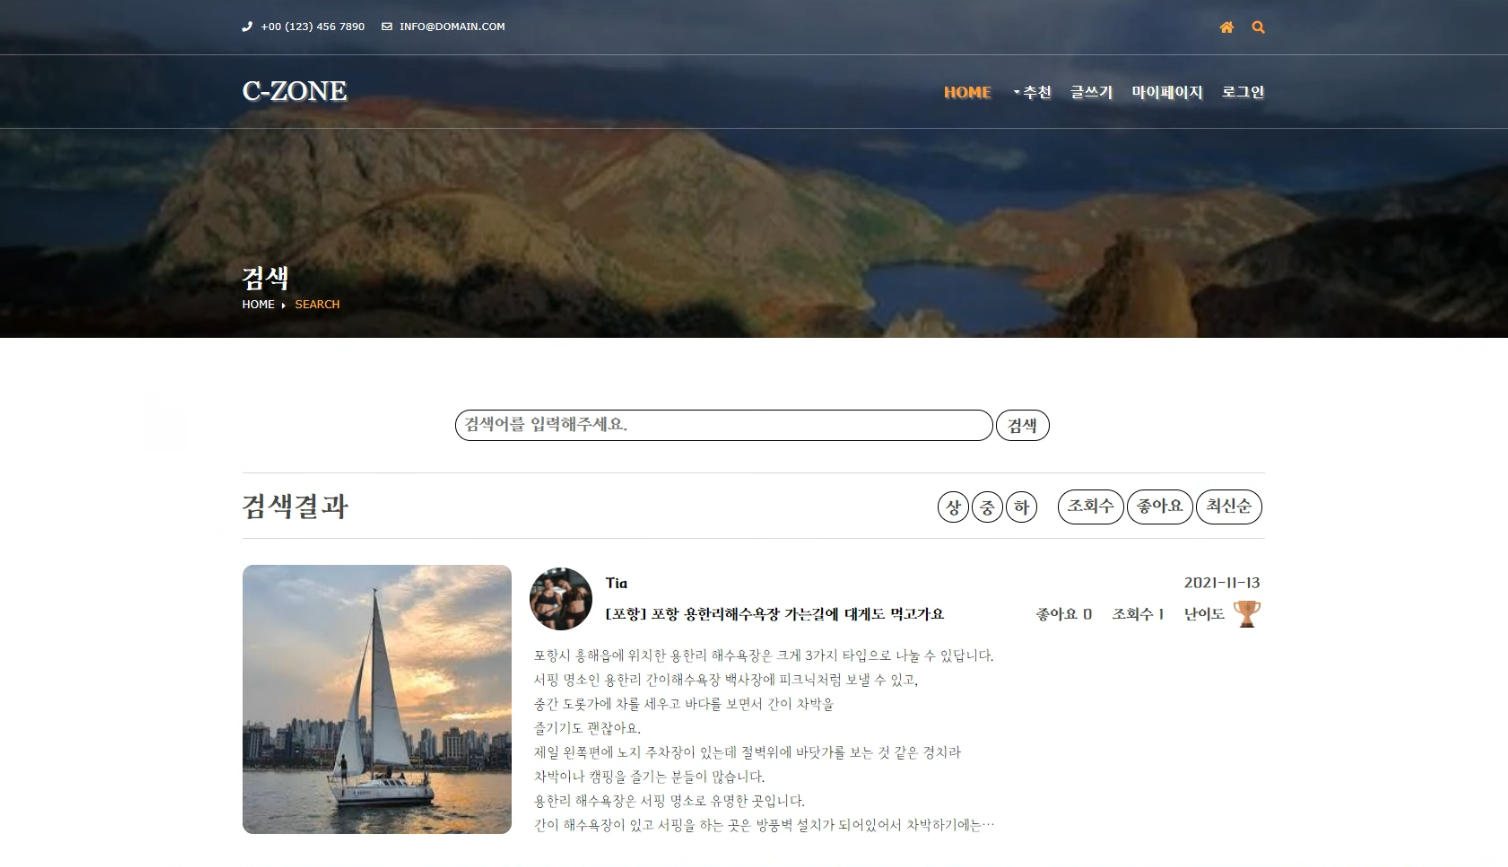 +00 (123) 456 7890 INFO@DOMAIN.COM
C-ZONE
HOME 추천 글쓰기 마이페이지 로그인
검색
HOME SEARCH
검색어를 입력해주세요. 검색
검색결과 상 중 하 조회수 좋아요 최신순
Tia 2021-11-13
[포항] 포항 용한리해수욕장 가는길에 대게도 먹고가요 좋아요 0 조회수 1 난이도
포항시 흥해읍에 위치한 용한리 해수욕장은 크게 3가지 타입으로 나눌 수 있답니다.
서핑 명소인 용한리 간이해수욕장 백사장에 피크닉처럼 보낼 수 있고,
중간 도롯가에 차를 세우고 바다를 보면서 간이 차박을
즐기기도 괜찮아요.
제일 왼쪽편에 노지 주차장이 있는데 절벽위에 바닷가를 보는 것 같은 경치라
차박이나 캠핑을 즐기는 분들이 많습니다.
용한리 해수욕장은 서핑 명소로 유명한 곳입니다.
간이 해수욕장이 있고 서핑을 하는 곳은 방풍벽 설치가 되어있어서 차박하기에는…